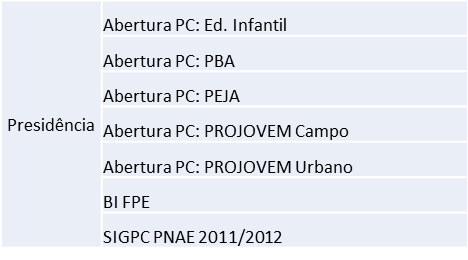 Presidência
Abertura PC: Ed. Infantil
Abertura PC: PBA
Abertura PC: PEJA
Abertura PC: PROJOVEM Campo
Abertura PC: PROJOVEM Urbano
BI FPE
SIGPC PNAE 2011/2012